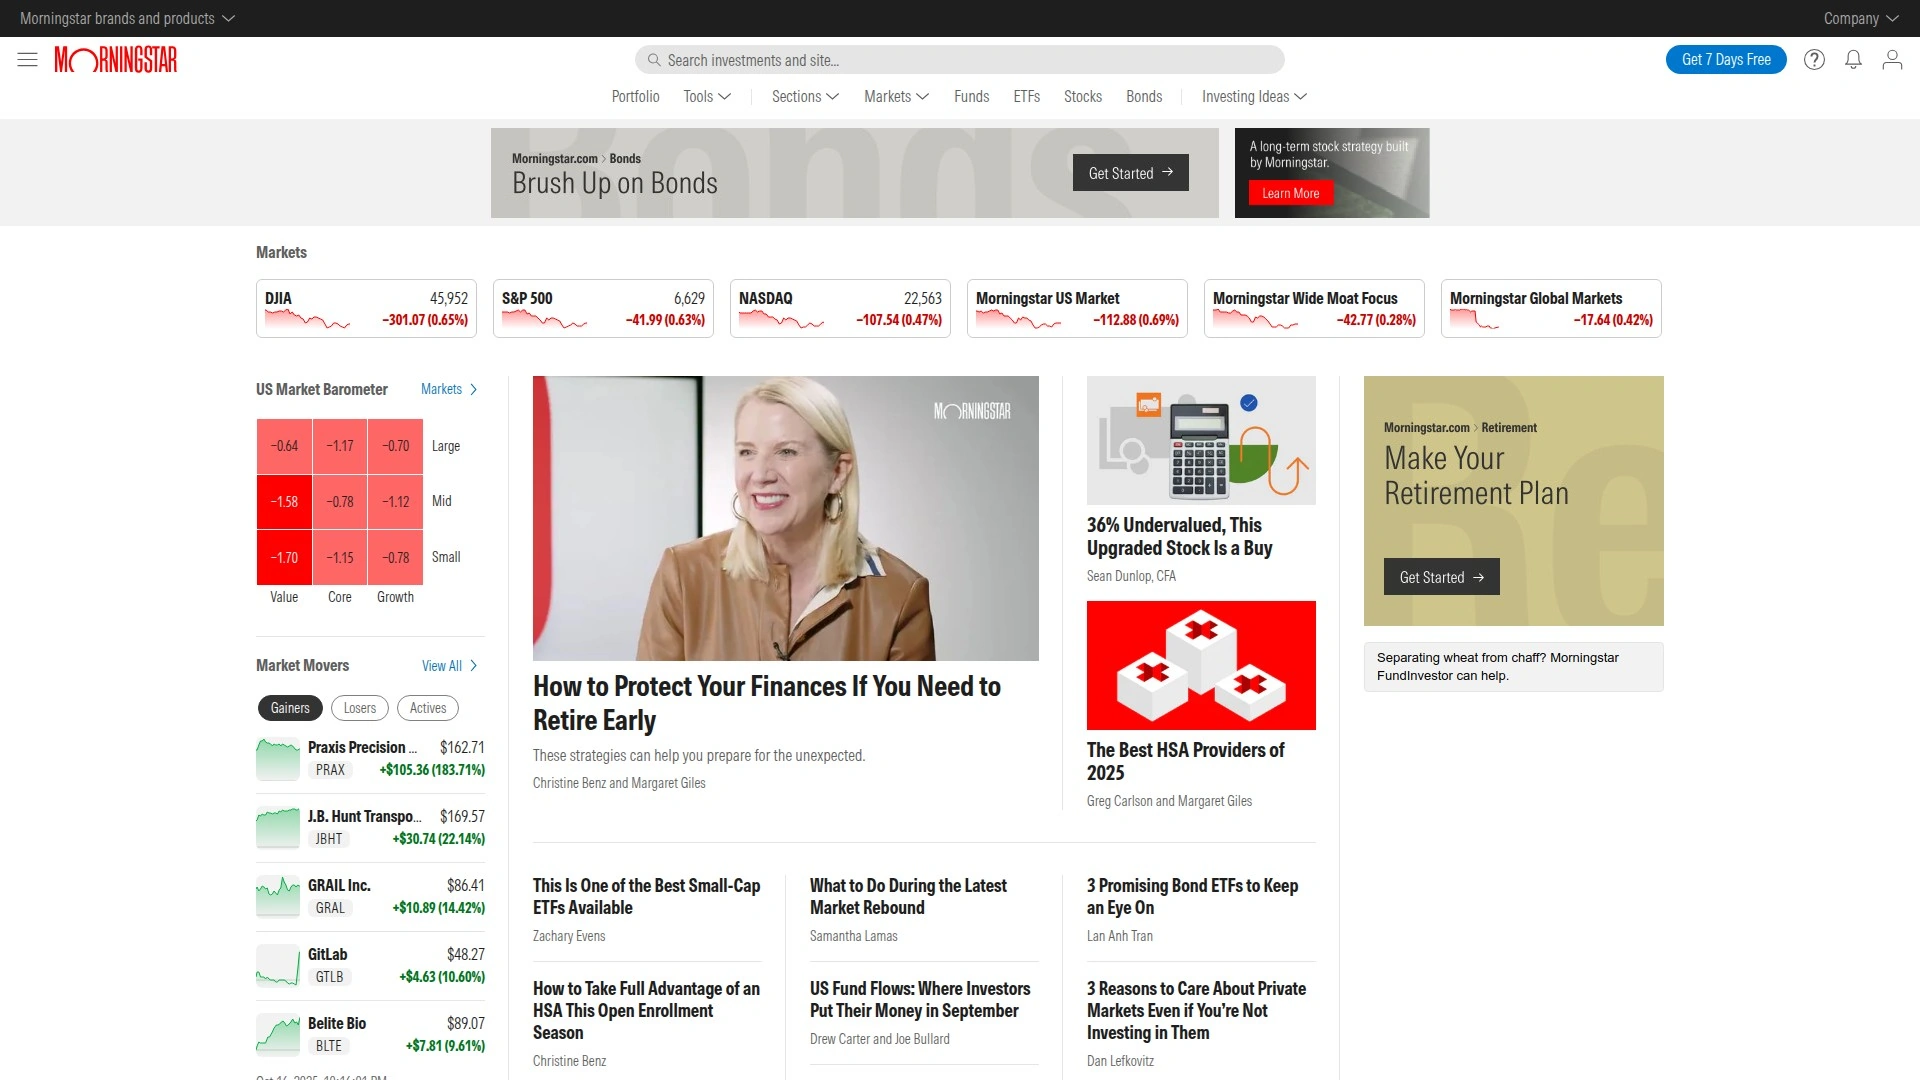 Morningstar brands and products
Company
MORNINGSTAR
Search investments and site...
Get 7 Days Free
Portfolio
Tools
Sections
Markets
Funds
ETFs
Stocks
Bonds
Investing Ideas
Bonds
Morningstar.com > Bonds
Brush Up on Bonds
Get Started →
A long-term stock strategy built
by Morningstar.
Learn More
Markets
DJIA 45,952
−301.07 (0.65%)
S&P 500 6,629
−41.99 (0.63%)
NASDAQ 22,563
−107.54 (0.47%)
Morningstar US Market
−112.88 (0.69%)
Morningstar Wide Moat Focus
−42.77 (0.28%)
Morningstar Global Markets
−17.64 (0.42%)
US Market Barometer
Markets
−0.64 −1.17 −0.70 Large
−1.58 −0.78 −1.12 Mid
−1.70 −1.15 −0.78 Small
Value Core Growth
Market Movers
View All
Gainers Losers Actives
Praxis Precision ... $162.71
PRAX +$105.36 (183.71%)
J.B. Hunt Transpo... $169.57
JBHT +$30.74 (22.14%)
GRAIL Inc. $86.41
GRAL +$10.89 (14.42%)
GitLab $48.27
GTLB +$4.63 (10.60%)
Belite Bio $89.07
BLTE +$7.81 (9.61%)
MORNINGSTAR
How to Protect Your Finances If You Need to
Retire Early
These strategies can help you prepare for the unexpected.
Christine Benz and Margaret Giles
36% Undervalued, This
Upgraded Stock Is a Buy
Sean Dunlop, CFA
The Best HSA Providers of
2025
Greg Carlson and Margaret Giles
Re
Morningstar.com > Retirement
Make Your
Retirement Plan
Get Started →
Separating wheat from chaff? Morningstar
FundInvestor can help.
This Is One of the Best Small-Cap
ETFs Available
Zachary Evens
What to Do During the Latest
Market Rebound
Samantha Lamas
3 Promising Bond ETFs to Keep
an Eye On
Lan Anh Tran
How to Take Full Advantage of an
HSA This Open Enrollment
Season
Christine Benz
US Fund Flows: Where Investors
Put Their Money in September
Drew Carter and Joe Bullard
3 Reasons to Care About Private
Markets Even if You're Not
Investing in Them
Dan Lefkovitz